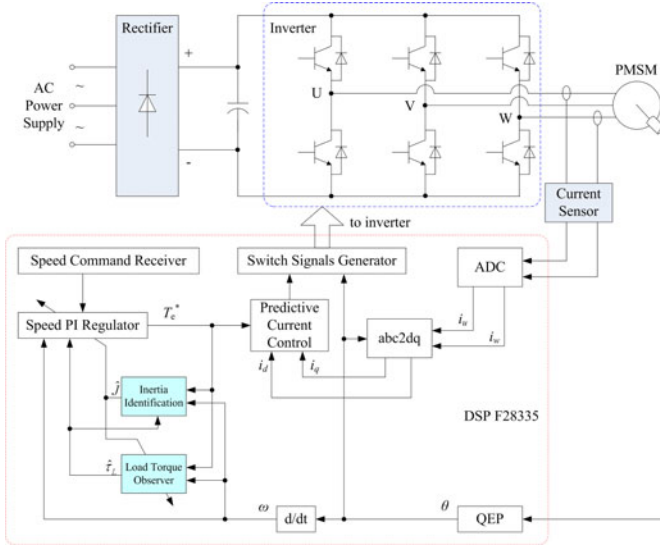 Rectifier
Inverter
PMSM
AC
Power
Supply
~
~
+
-
U
V
W
Current
Sensor
to inverter
Speed Command Receiver
Switch Signals Generator
ADC
Speed PI Regulator
T_e^*
Predictive
Current
Control
abc2dq
i_u
i_w
i_d
i_q
Ĵ
Inertia
Identification
DSP F28335
τ̂_L
Load Torque
Observer
ω
d/dt
θ
QEP